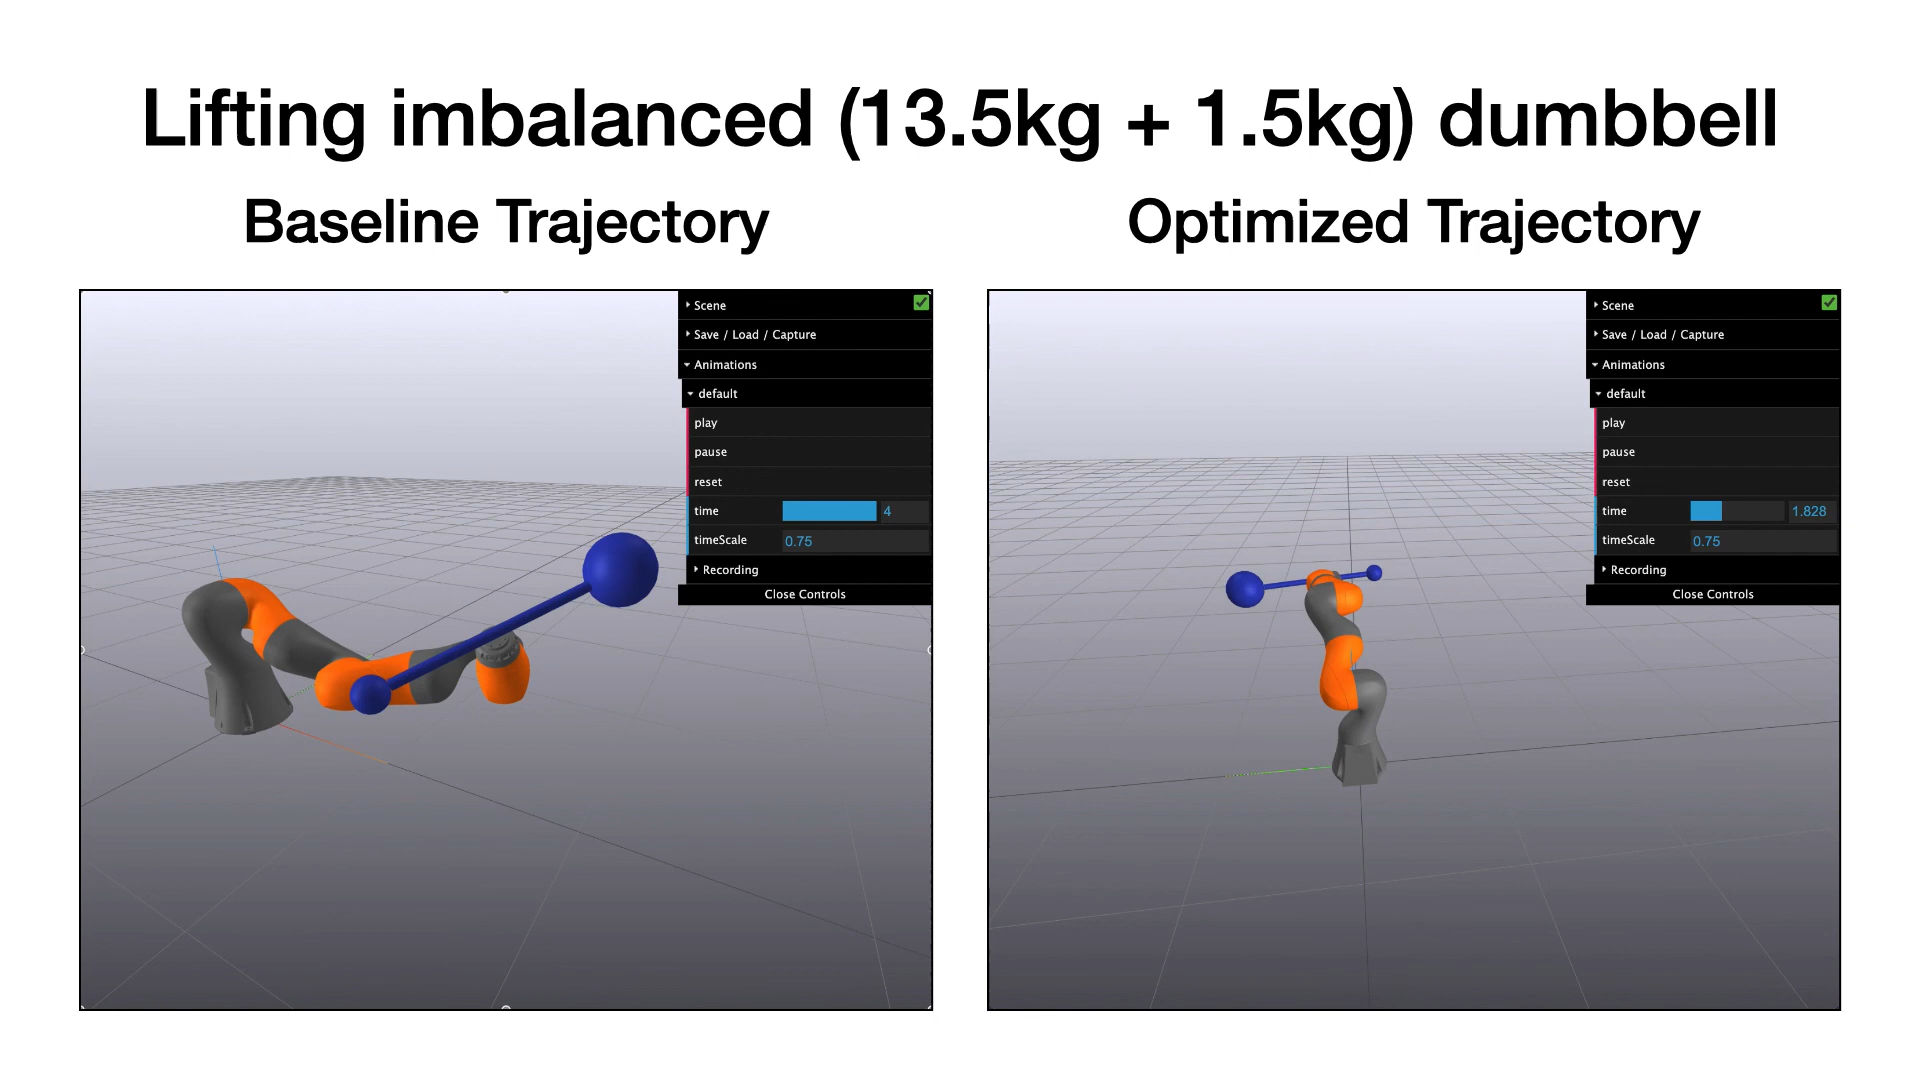 Lifting imbalanced (13.5kg + 1.5kg) dumbbell
Baseline Trajectory
Optimized Trajectory
Scene
Save / Load / Capture
Animations
default
play
pause
reset
time 4
timeScale 0.75
Recording
Close Controls
Scene
Save / Load / Capture
Animations
default
play
pause
reset
time 1.828
timeScale 0.75
Recording
Close Controls